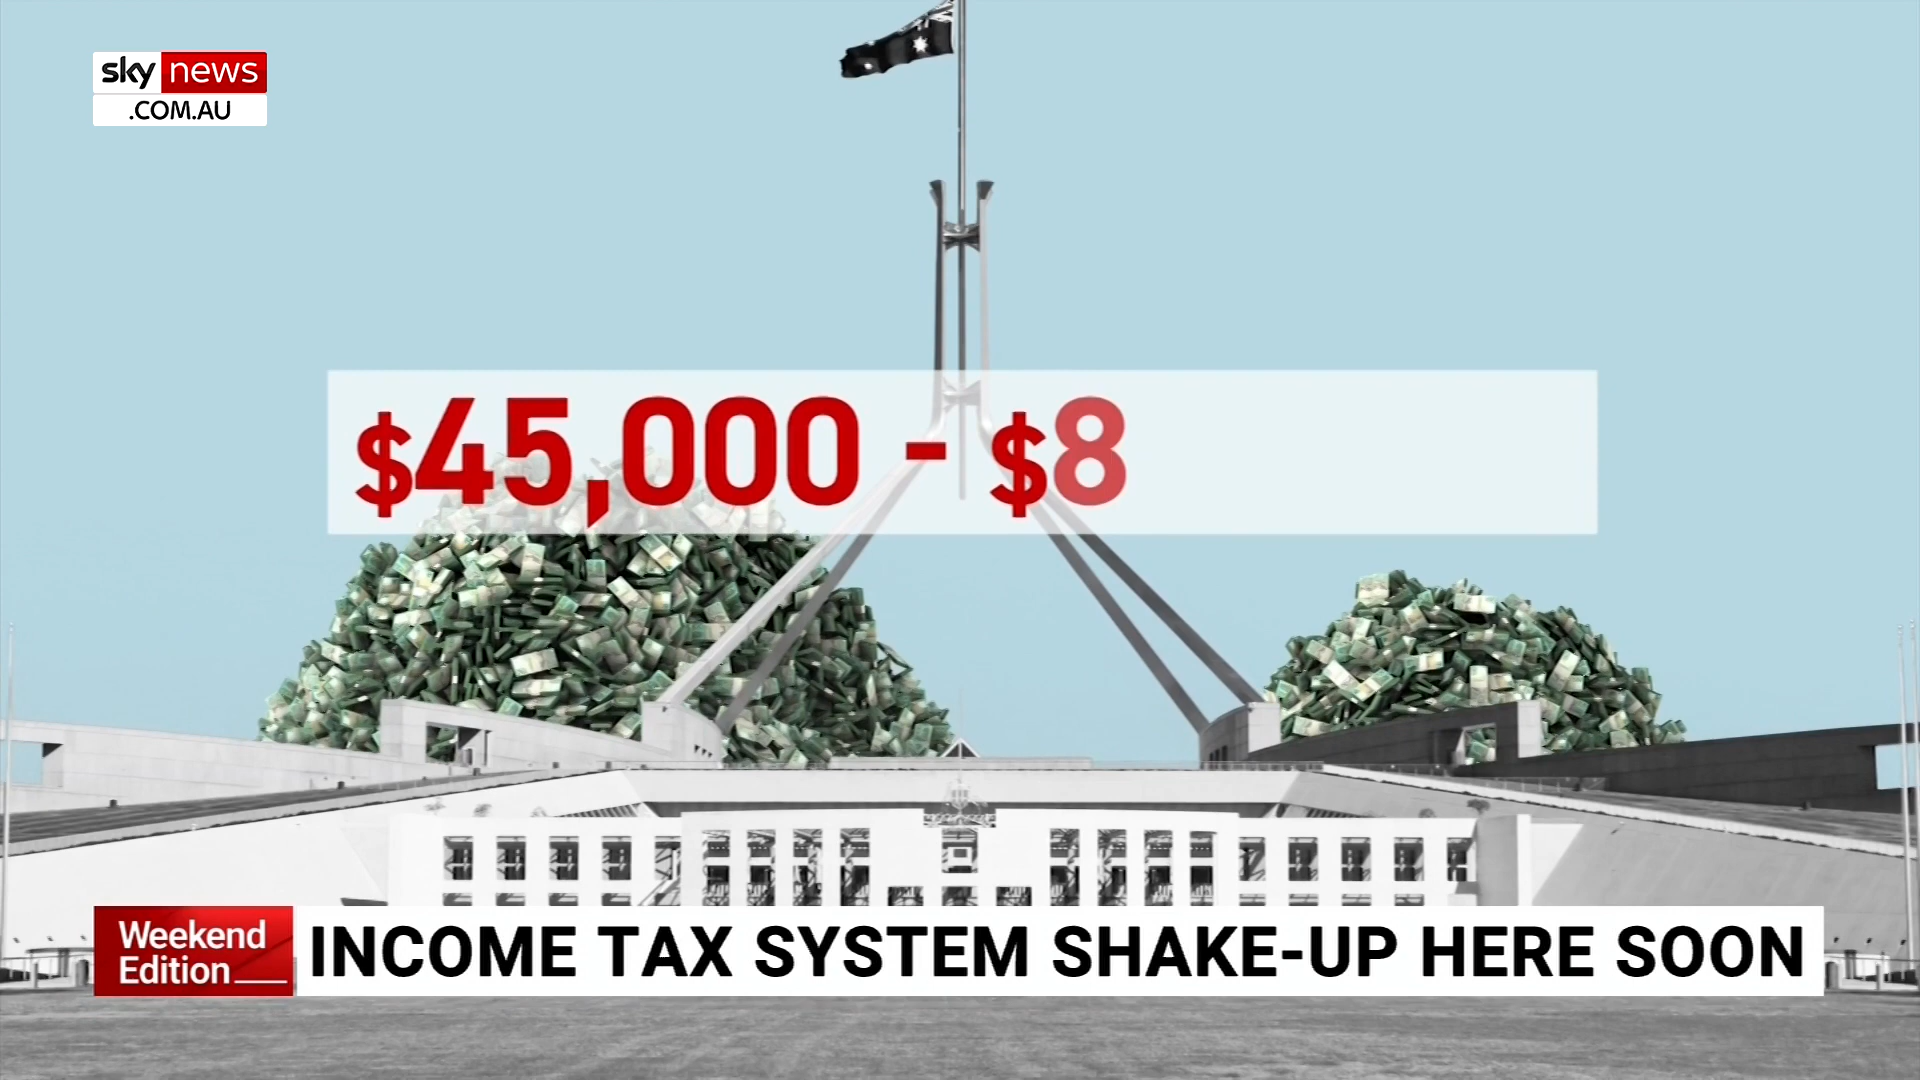 sky news
.COM.AU
$45,000 - $8
Weekend
Edition
INCOME TAX SYSTEM SHAKE-UP HERE SOON